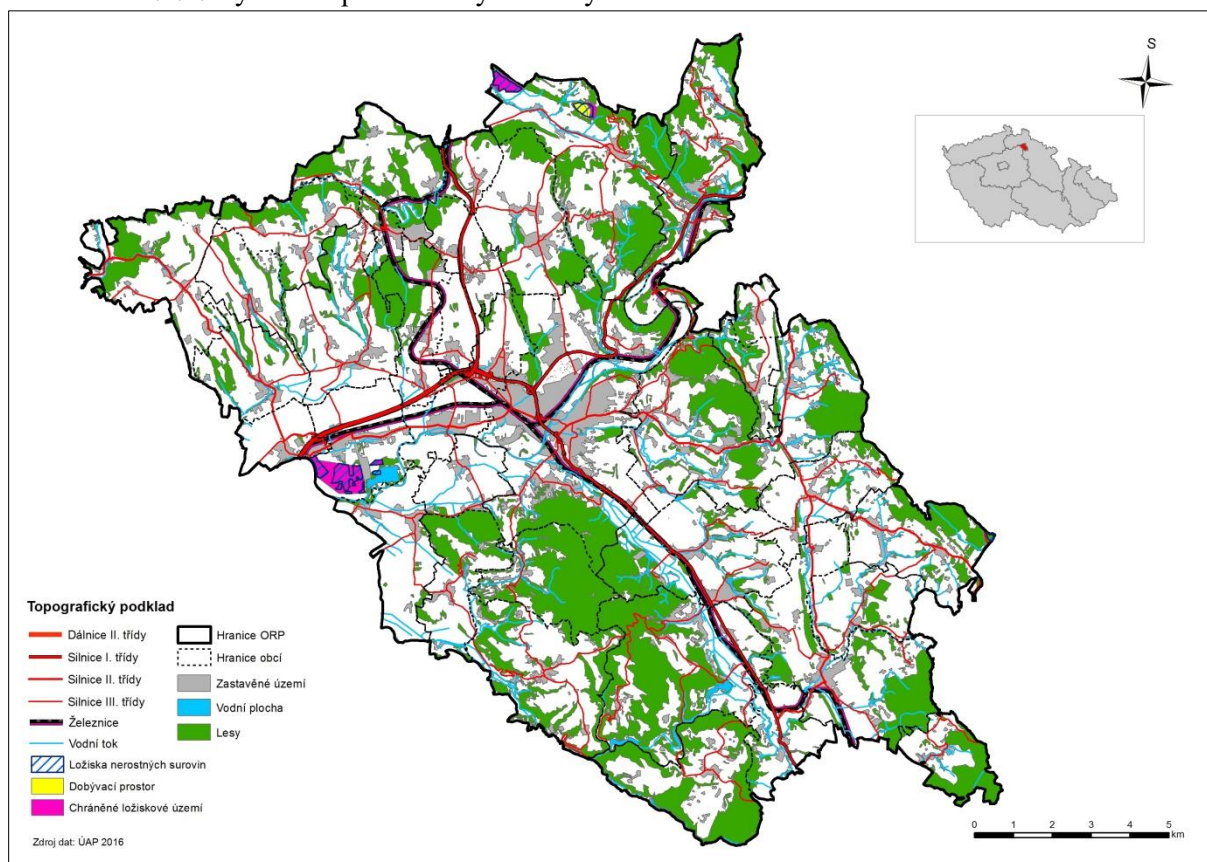 S
Topografický podklad
Dálnice II. třídy
Silnice I. třídy
Silnice II. třídy
Silnice III. třídy
Železnice
Vodní tok
Ložiska nerostných surovin
Dobývací prostor
Chráněné ložiskové území
Hranice ORP
Hranice obcí
Zastavěné území
Vodní plocha
Lesy
Zdroj dat: ÚAP 2016
0 1 2 3 4 5
km